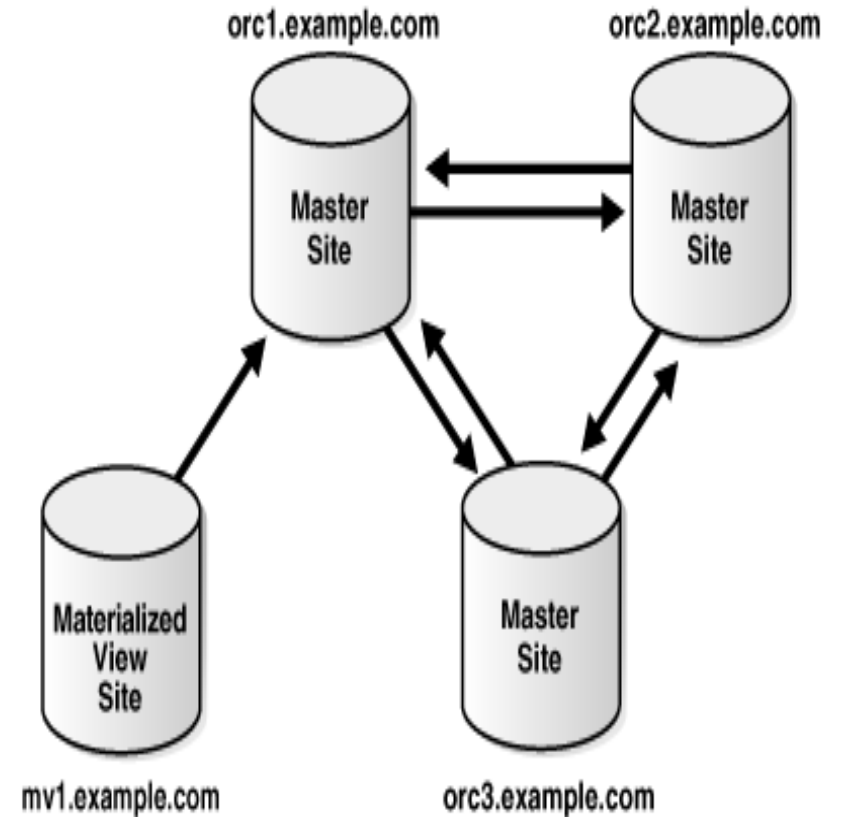 orc1.example.com
orc2.example.com
Master
Site
Master
Site
Materialized
View
Site
Master
Site
mv1.example.com
orc3.example.com